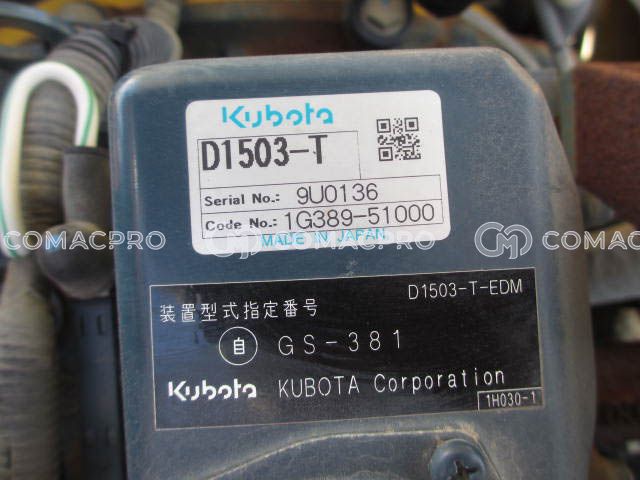 Kubota
D1503-T
Serial No.: 9U0136
Code No.: 1G389-51000
MADE IN JAPAN
COMACPRO
COMACPRO
D1503-T-EDM
装置型式指定番号
自 GS-381
Kubota KUBOTA Corporation
1H030-1